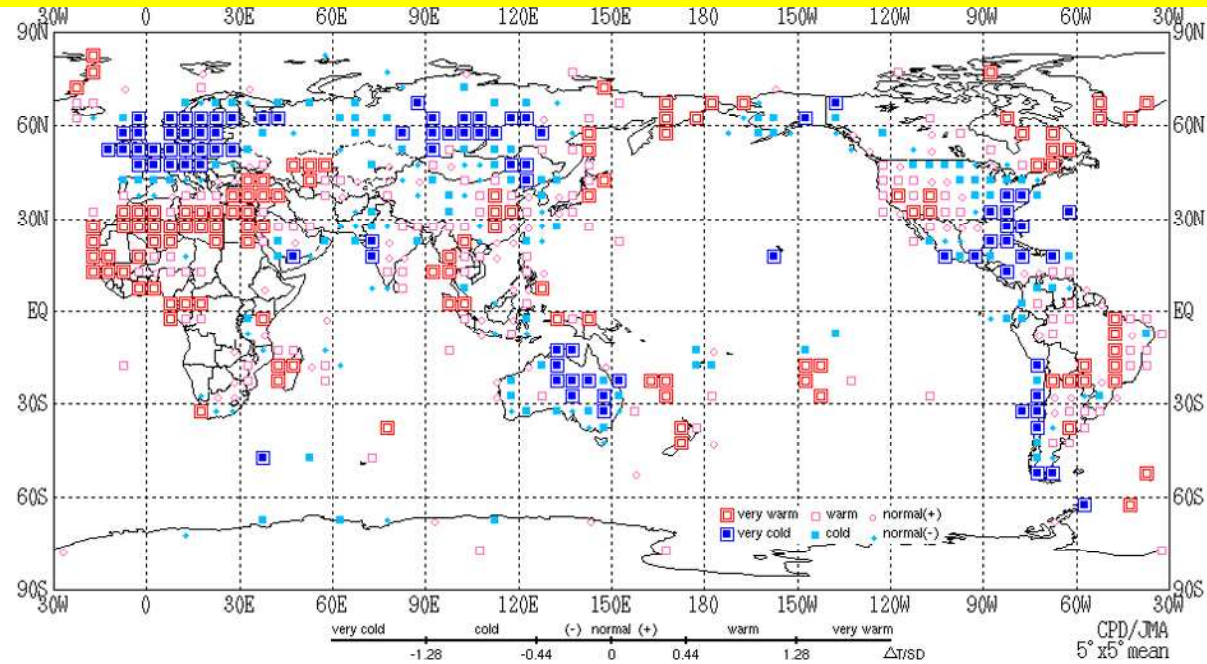 30W 0 30E 60E 90E 120E 150E 180 150W 120W 90W 60W 30W
90N 90N
60N 60N
30N 30N
EQ EQ
30S 30S
60S 60S
very warm warm normal(+)
very cold cold normal(-)
90S 90S
30W 0 30E 60E 90E 120E 150E 180 150W 120W 90W 60W 30W
very cold cold (-) normal (+) warm very warm
-1.28 -0.44 0 0.44 1.28 △T/SD
CPD/JMA
5°x5° mean